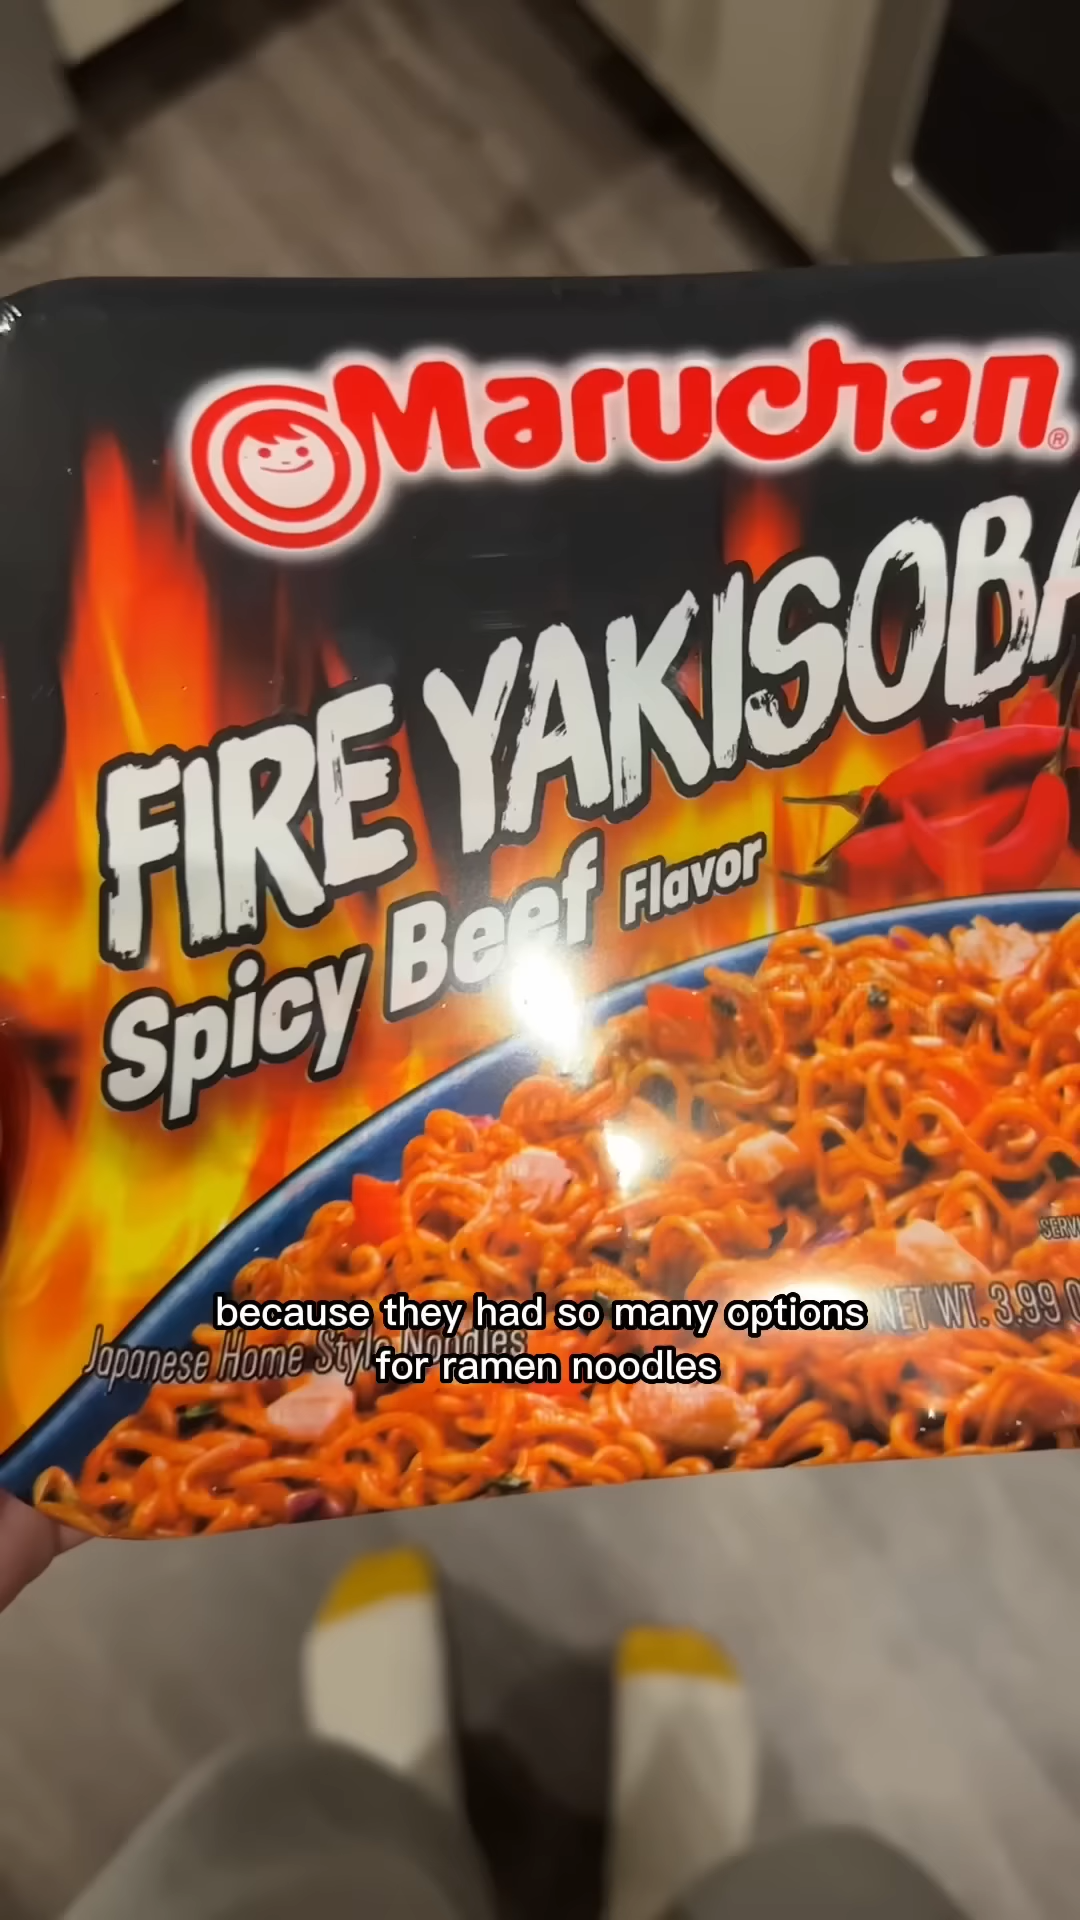 Maruchan®
FIRE YAKISOBA
Spicy Beef Flavor
NET WT. 3.99
because they had so many options
Japanese Home Style Noodles
for ramen noodles